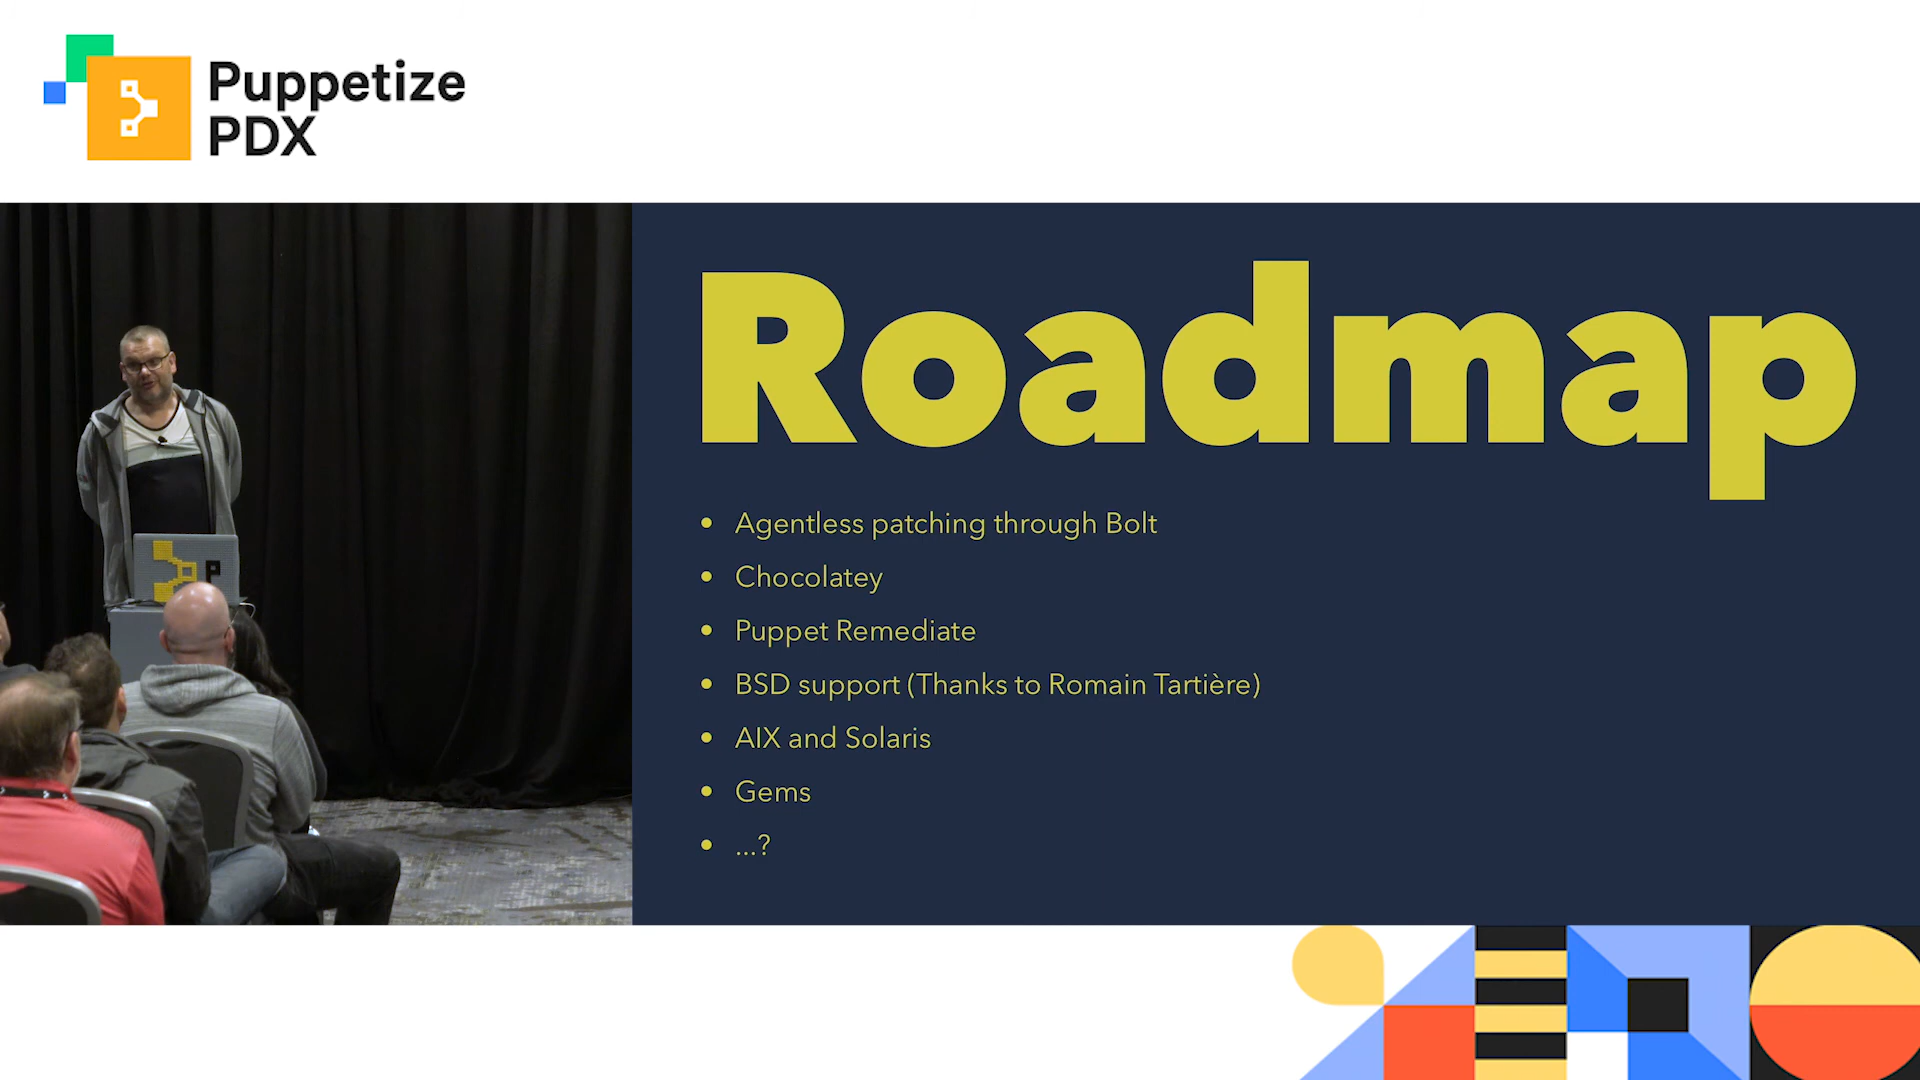 Puppetize
PDX
Roadmap
• Agentless patching through Bolt
• Chocolatey
• Puppet Remediate
• BSD support (Thanks to Romain Tartière)
• AIX and Solaris
• Gems
• ...?
P